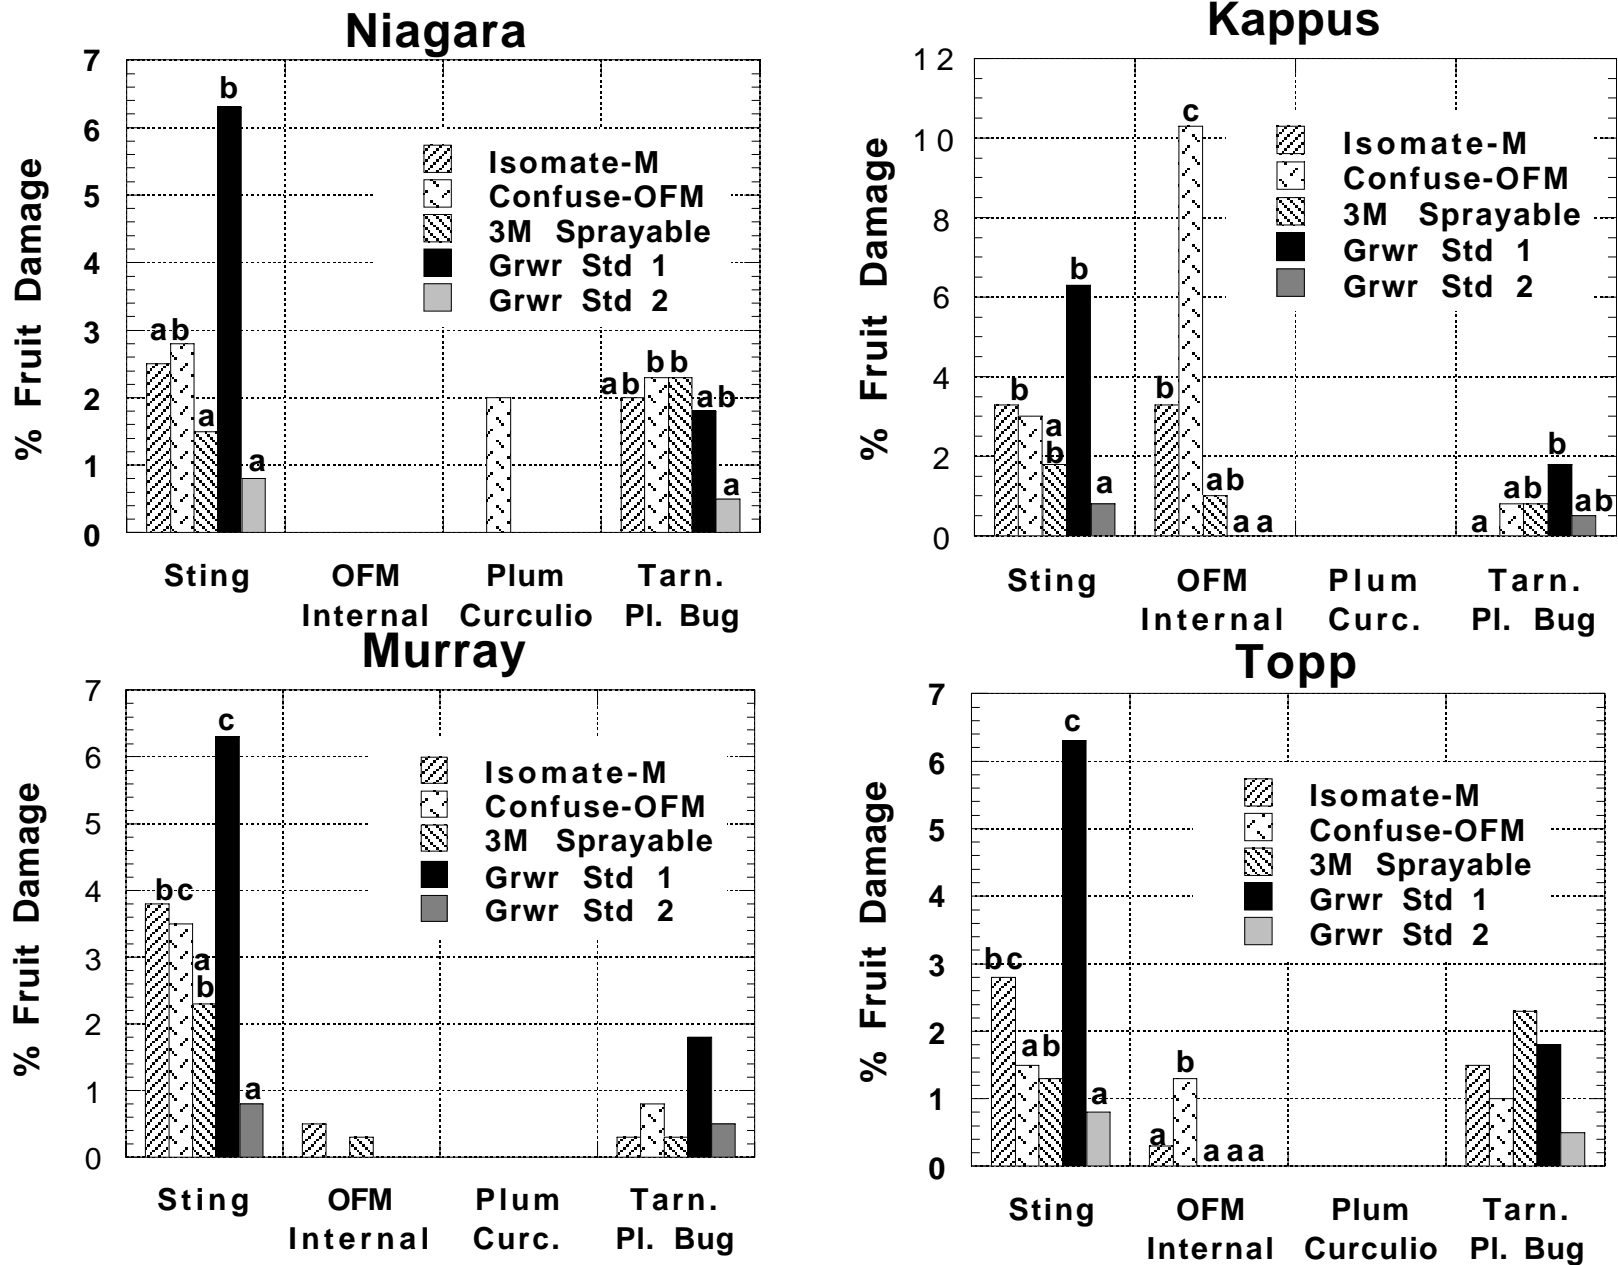 Niagara
% Fruit Damage
7
6
5
4
3
2
1
0
b
ab
a
a
ab
b b
ab
a
Isomate-M
Confuse-OFM
3M Sprayable
Grwr Std 1
Grwr Std 2
Sting
OFM
Internal
Plum
Curculio
Tarn.
Pl. Bug
Kappus
% Fruit Damage
12
10
8
6
4
2
0
b
a
b
b
a
b
c
ab
a a
a
ab
b
ab
Isomate-M
Confuse-OFM
3M Sprayable
Grwr Std 1
Grwr Std 2
Sting
OFM
Internal
Plum
Curc.
Tarn.
Pl. Bug
Murray
% Fruit Damage
7
6
5
4
3
2
1
0
bc
a
b
c
a
Isomate-M
Confuse-OFM
3M Sprayable
Grwr Std 1
Grwr Std 2
Sting
OFM
Internal
Plum
Curc.
Tarn.
Pl. Bug
Topp
% Fruit Damage
7
6
5
4
3
2
1
0
bc
ab
c
a
a
b
a a a
Isomate-M
Confuse-OFM
3M Sprayable
Grwr Std 1
Grwr Std 2
Sting
OFM
Internal
Plum
Curculio
Tarn.
Pl. Bug